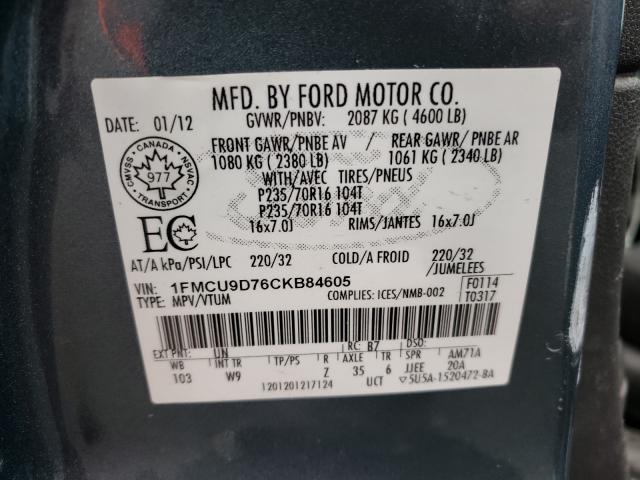 MFD. BY FORD MOTOR CO.
DATE: 01/12 GVWR/PNBV: 2087 KG ( 4600 LB)
FRONT GAWR/PNBE AV / REAR GAWR/ PNBE AR
1080 KG ( 2380 LB) 1061 KG ( 2340 LB)
WITH/AVEC TIRES/PNEUS
P235/70R16 104T
P235/70R16 104T
16x7.0J RIMS/JANTES 16x7.0J
CMVSS - CANADA - NSVAC
977
TRANSPORT
EC
AT/A kPa/PSI/LPC 220/32 COLD/A FROID 220/32
/JUMELEES
VIN: 1FMCU9D76CKB84605 F0114
TYPE: MPV/VTUM COMPLIES: ICES/NMB-002 T0317
EXT PNT: UN RC: B7 DSO:
WB INT TR TP/PS R AXLE TR SPR AM71A
103 W9 Z 35 6 JJEE 20A
1201201217124 UCT ▽5U5A-1520472-BA